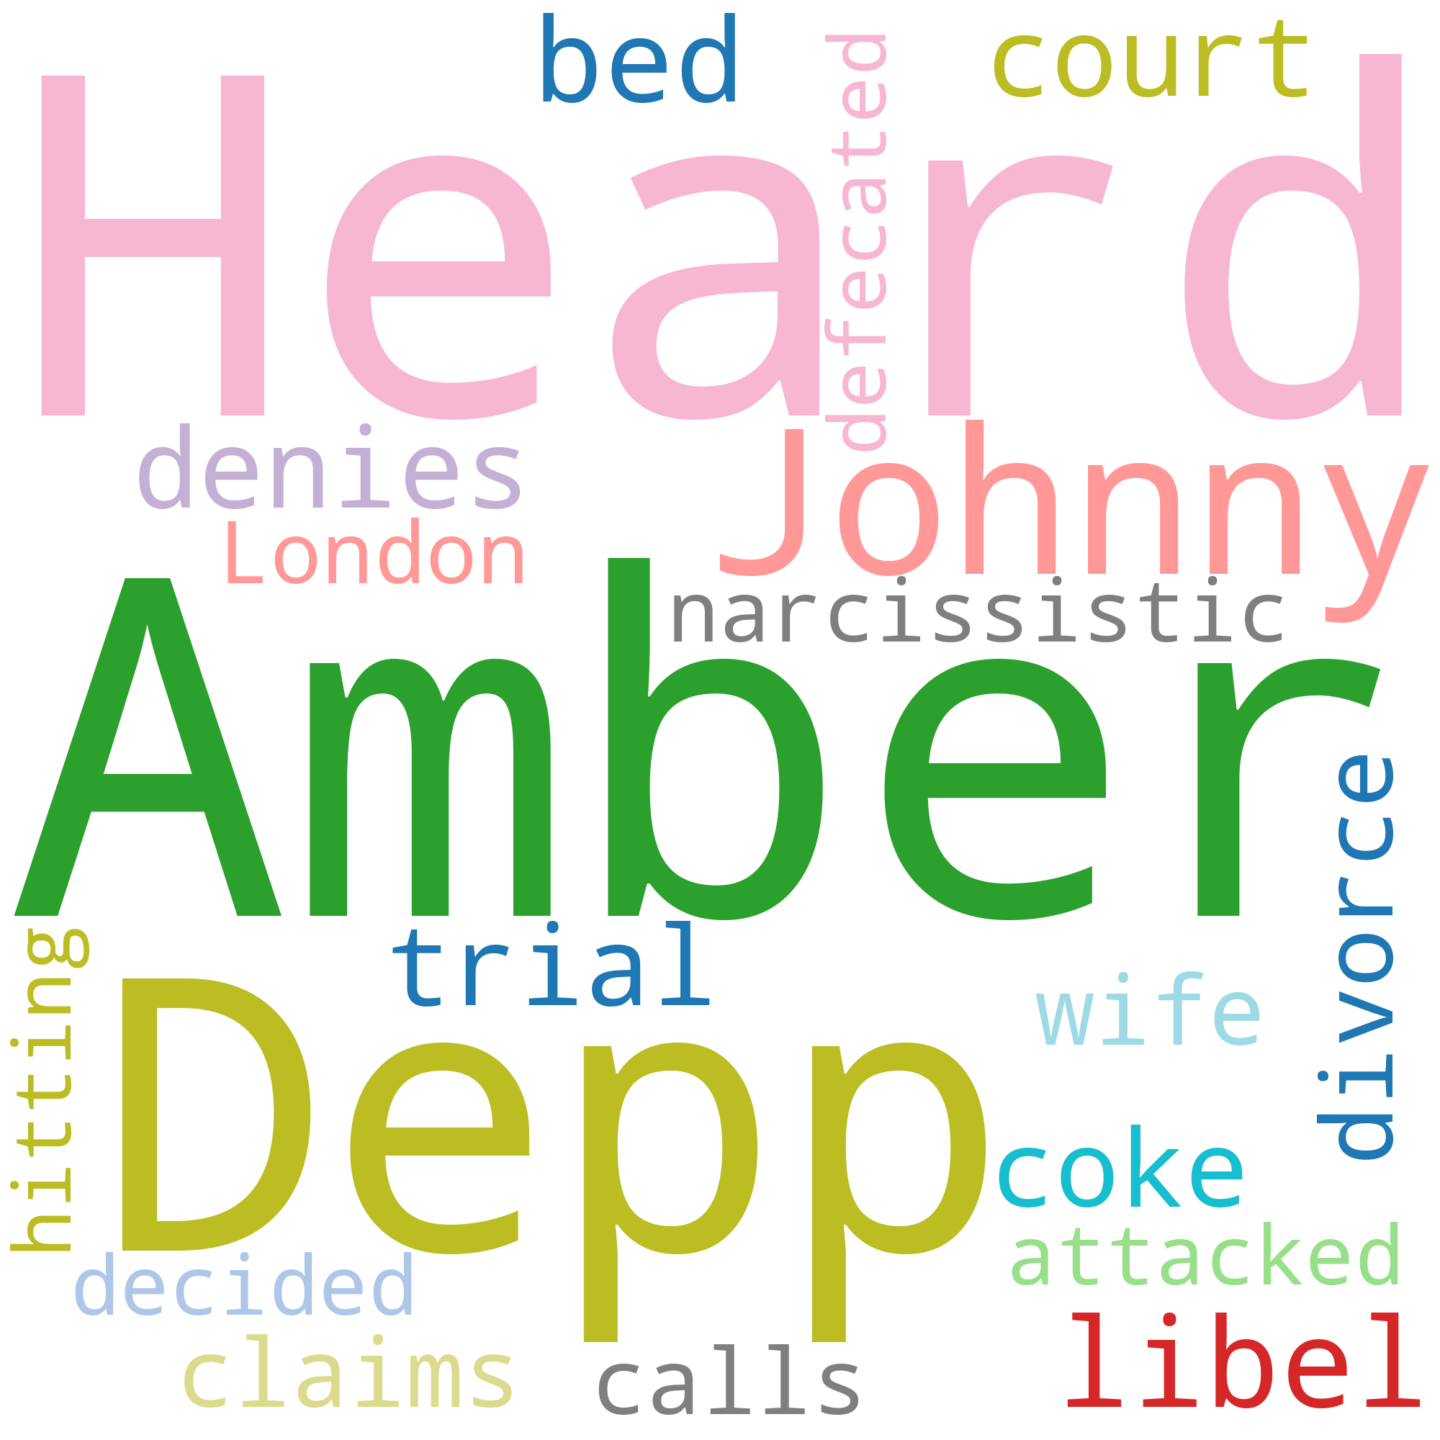 bed
court
Heard
defecated
denies
Johnny
London
narcissistic
Amber
divorce
hitting
trial
wife
Depp
coke
attacked
decided
libel
claims
calls